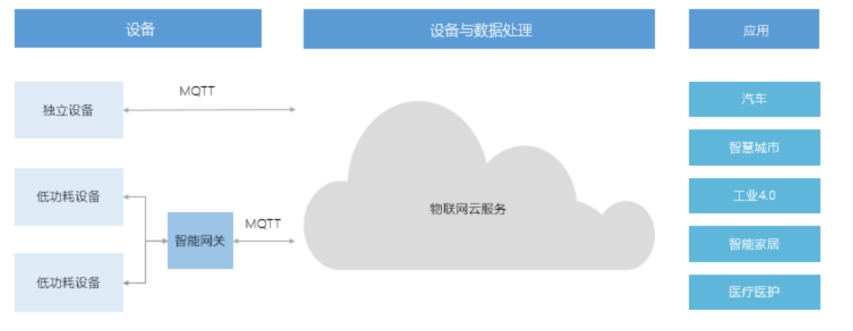 设备
设备与数据处理
应用
MQTT
独立设备
汽车
智慧城市
低功耗设备
工业4.0
物联网云服务
MQTT
智能网关
智能家居
低功耗设备
医疗医护